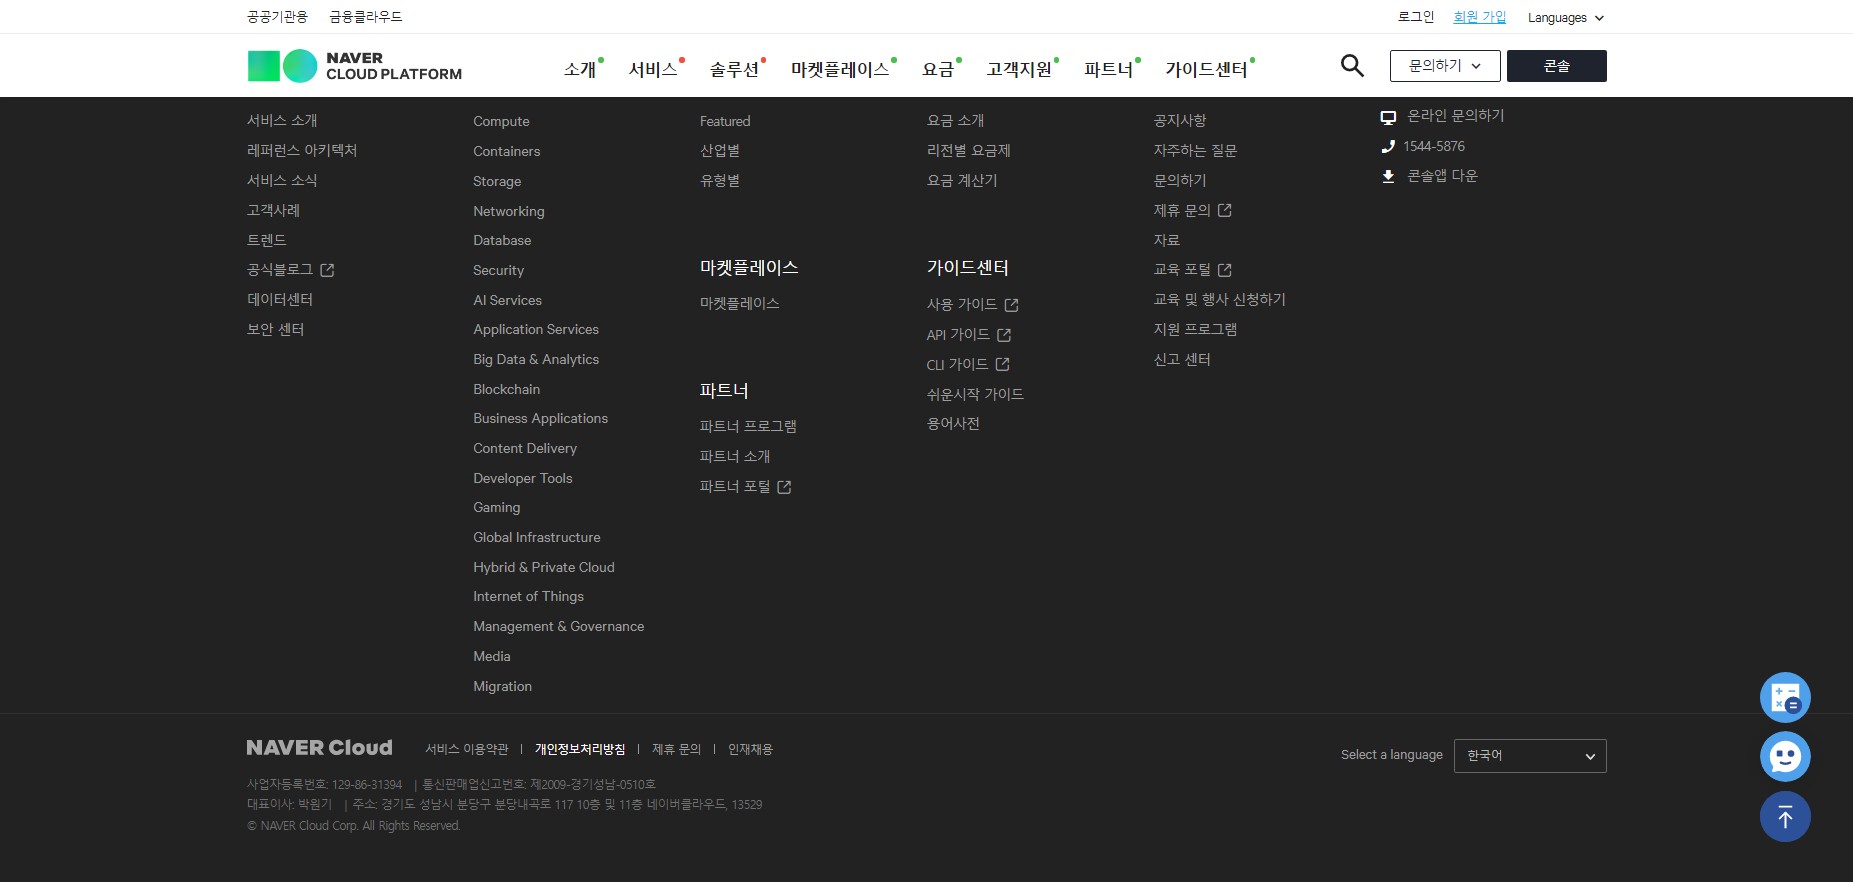 공공기관용
금융클라우드
로그인
회원 가입
Languages
NAVER
CLOUD PLATFORM
소개
서비스
솔루션
마켓플레이스
요금
고객지원
파트너
가이드센터
문의하기
콘솔
서비스 소개
레퍼런스 아키텍처
서비스 소식
고객사례
트렌드
공식블로그
데이터센터
보안 센터
Compute
Containers
Storage
Networking
Database
Security
AI Services
Application Services
Big Data & Analytics
Blockchain
Business Applications
Content Delivery
Developer Tools
Gaming
Global Infrastructure
Hybrid & Private Cloud
Internet of Things
Management & Governance
Media
Migration
Featured
산업별
유형별
마켓플레이스
마켓플레이스
파트너
파트너 프로그램
파트너 소개
파트너 포털
요금 소개
리전별 요금제
요금 계산기
가이드센터
사용 가이드
API 가이드
CLI 가이드
쉬운시작 가이드
용어사전
공지사항
자주하는 질문
문의하기
제휴 문의
자료
교육 포털
교육 및 행사 신청하기
지원 프로그램
신고 센터
온라인 문의하기
1544-5876
콘솔앱 다운
NAVER Cloud
서비스 이용약관 | 개인정보처리방침 | 제휴 문의 | 인재채용
Select a language
한국어
사업자등록번호: 129-86-31394 | 통신판매업신고번호: 제2009-경기성남-0510호
대표이사: 박원기 | 주소: 경기도 성남시 분당구 분당내곡로 117 10층 및 11층 네이버클라우드, 13529
© NAVER Cloud Corp. All Rights Reserved.